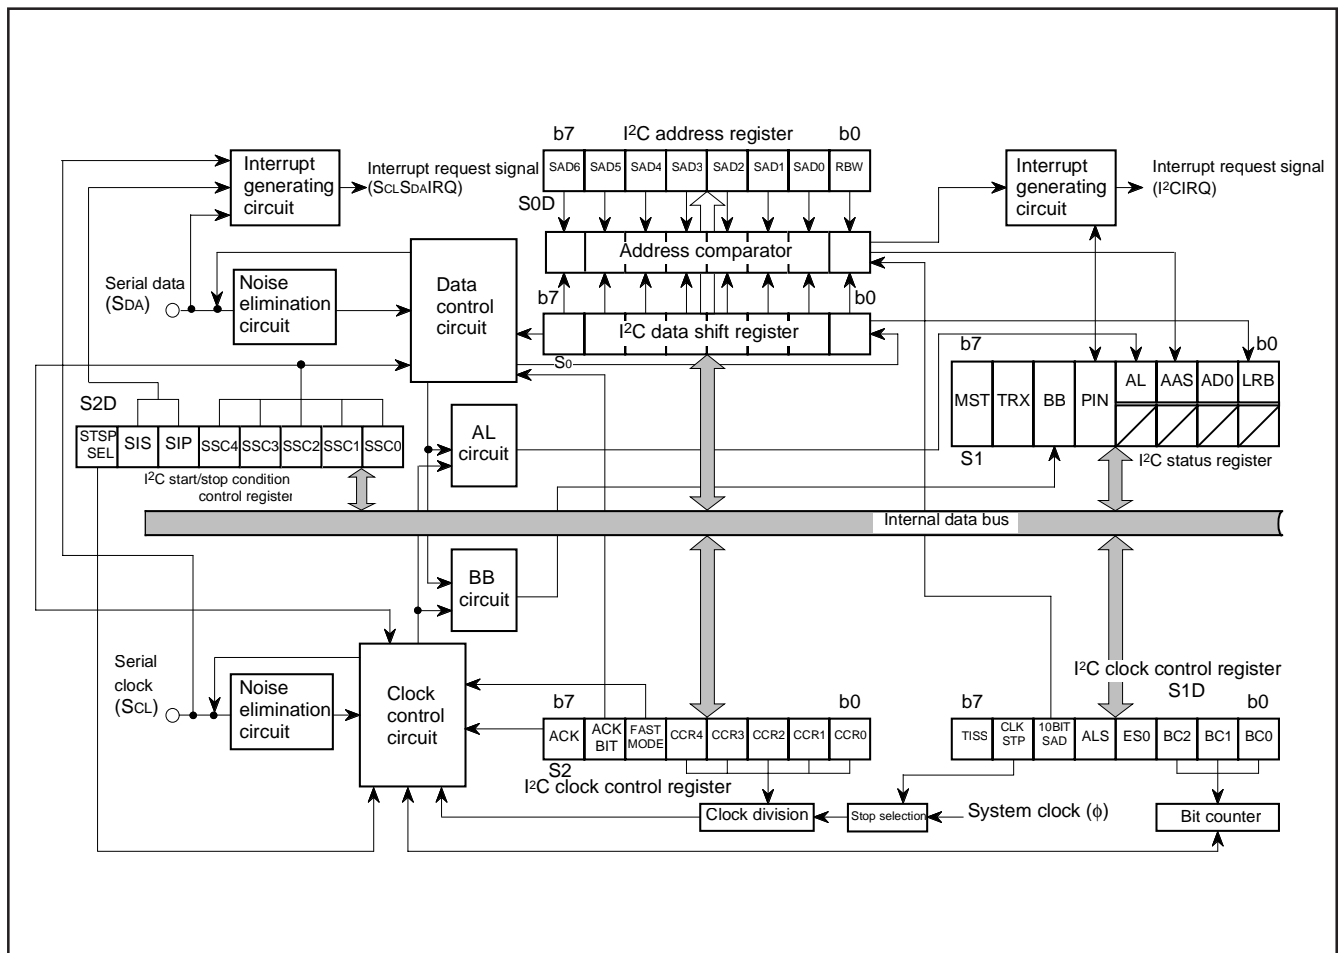 b7 I²C address register b0
SAD6 SAD5 SAD4 SAD3 SAD2 SAD1 SAD0 RBW
S0D
Interrupt
generating
circuit
Interrupt request signal
(SCLSDAIRQ)
Interrupt
generating
circuit
Interrupt request signal
(I²CIRQ)
Address comparator
Serial data
(SDA)
Noise
elimination
circuit
Data
control
circuit
b7 b0
I²C data shift register
S0
b7 b0
MST TRX BB PIN AL AAS AD0 LRB
S1
I²C status register
S2D
STSP
SEL
SIS SIP SSC4 SSC3 SSC2 SSC1 SSC0
I²C start/stop condition
control register
AL
circuit
Internal data bus
BB
circuit
Serial
clock
(SCL)
Noise
elimination
circuit
Clock
control
circuit
b7 b0
ACK
ACK
BIT
FAST
MODE
CCR4 CCR3 CCR2 CCR1 CCR0
S2
I²C clock control register
I²C clock control register
S1D
b7 b0
TISS
CLK
STP
10BIT
SAD
ALS ES0 BC2 BC1 BC0
Clock division
Stop selection
System clock (ϕ)
Bit counter